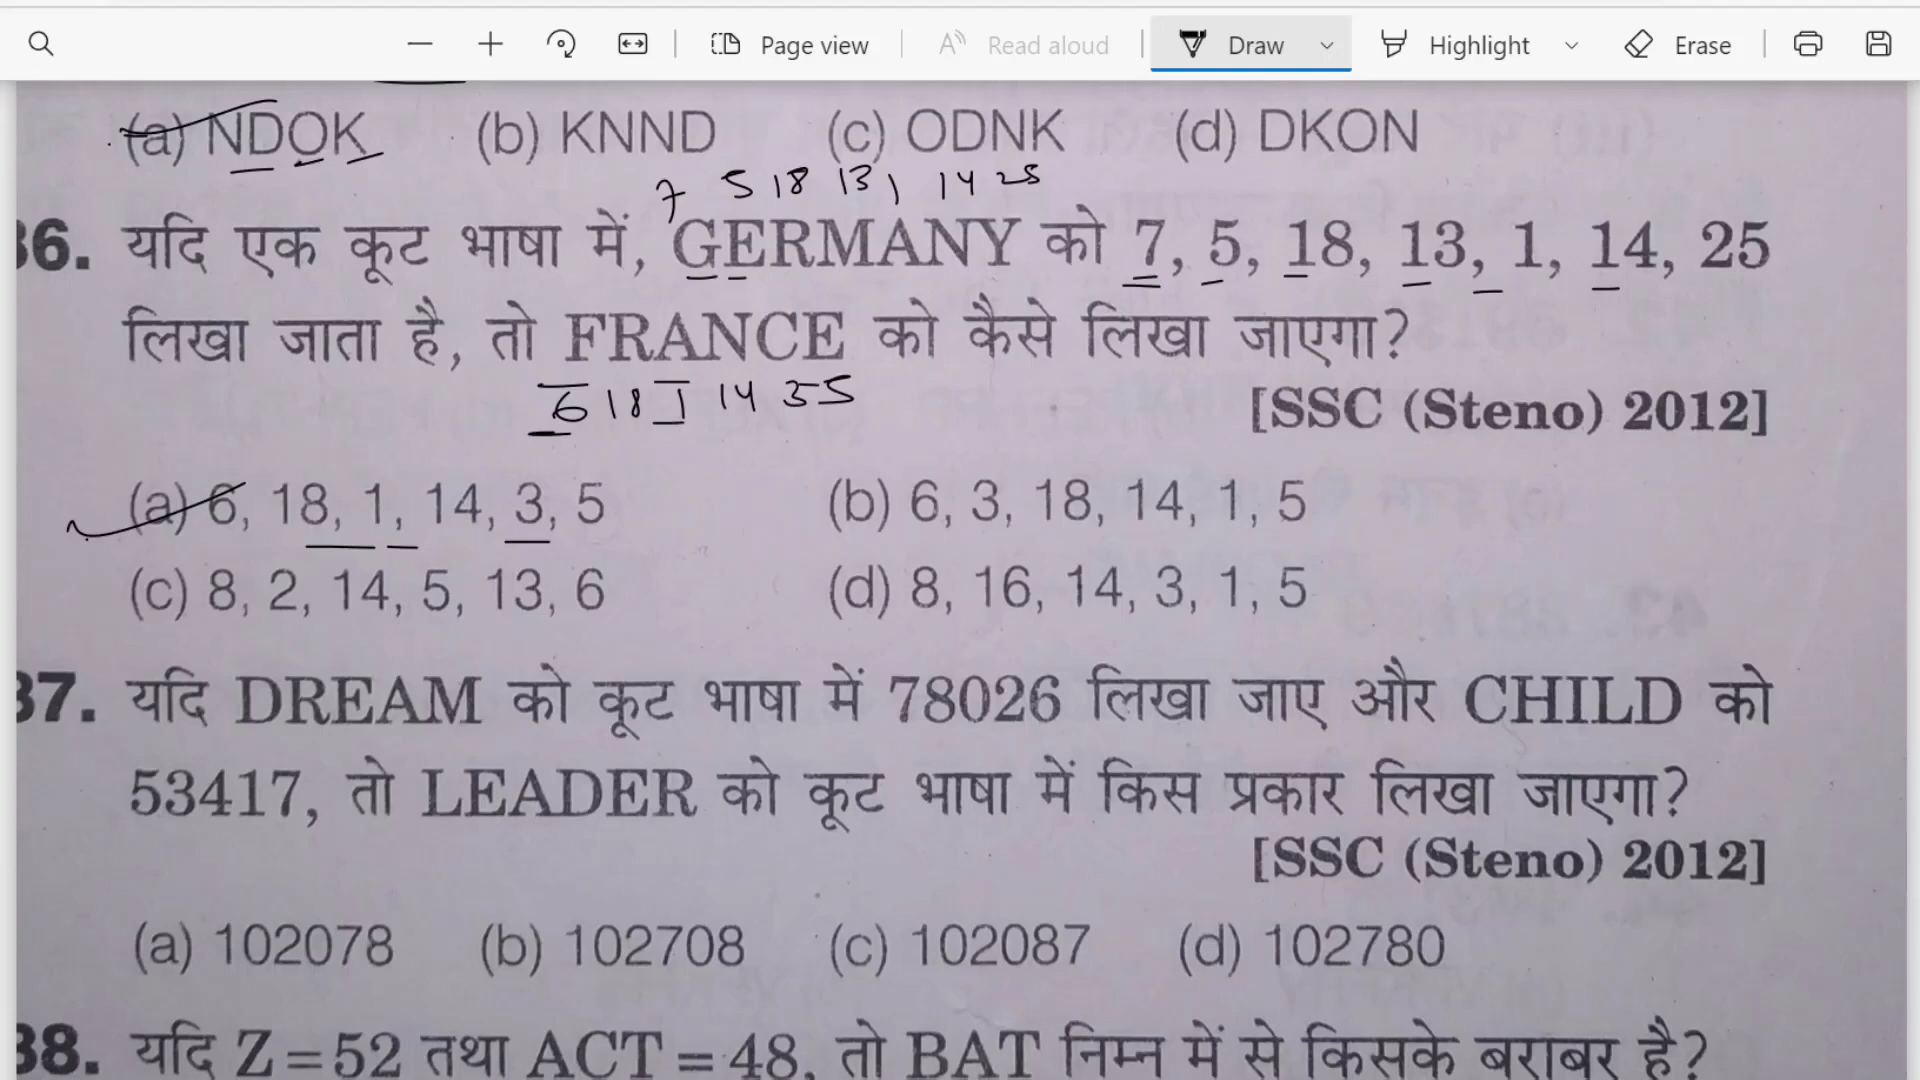 Page view Read aloud Draw Highlight Erase
(a) NDOK (b) KNND (c) ODNK (d) DKON
7 5 18 13 1 14 25
36. यदि एक कूट भाषा में, GERMANY को 7, 5, 18, 13, 1, 14, 25
लिखा जाता है, तो FRANCE को कैसे लिखा जाएगा?
6 18 1 14 3 5
[SSC (Steno) 2012]
(a) 6, 18, 1, 14, 3, 5 (b) 6, 3, 18, 14, 1, 5
(c) 8, 2, 14, 5, 13, 6 (d) 8, 16, 14, 3, 1, 5
37. यदि DREAM को कूट भाषा में 78026 लिखा जाए और CHILD को
53417, तो LEADER को कूट भाषा में किस प्रकार लिखा जाएगा?
[SSC (Steno) 2012]
(a) 102078 (b) 102708 (c) 102087 (d) 102780
38. यदि Z = 52 तथा ACT = 48, तो BAT निम्न में से किसके बराबर है?